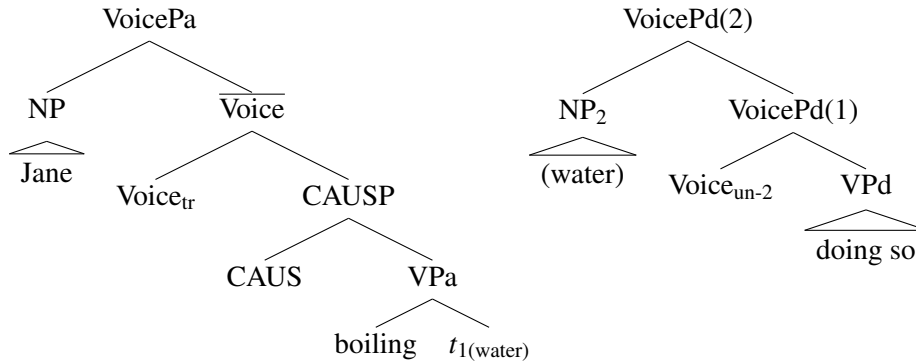 VoicePa VoicePd(2)
NP Voice NP₂ VoicePd(1)
Jane Voiceₜᵣ CAUSP (water) Voiceᵤₙ₋₂ VPd
CAUS VPa doing so
boiling t₁₍water₎